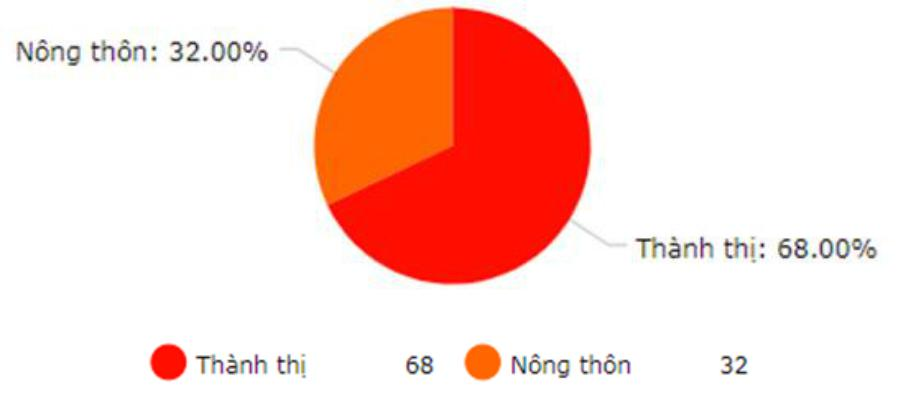 Nông thôn: 32.00%
Thành thị: 68.00%
Thành thị 68 Nông thôn 32